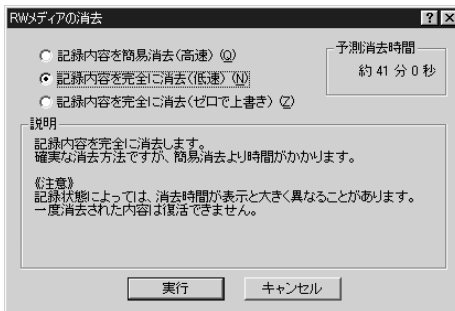 RWメディアの消去
記録内容を簡易消去(高速)(Q)
記録内容を完全に消去(低速)(N)
記録内容を完全に消去(ゼロで上書き)(Z)
予測消去時間
約 41 分 0 秒
説明
記録内容を完全に消去します。
確実な消去方法ですが、簡易消去より時間がかかります。
《注意》
記録状態によっては、消去時間が表示と大きく異なることがあります。
一度消去された内容は復活できません。
実行
キャンセル